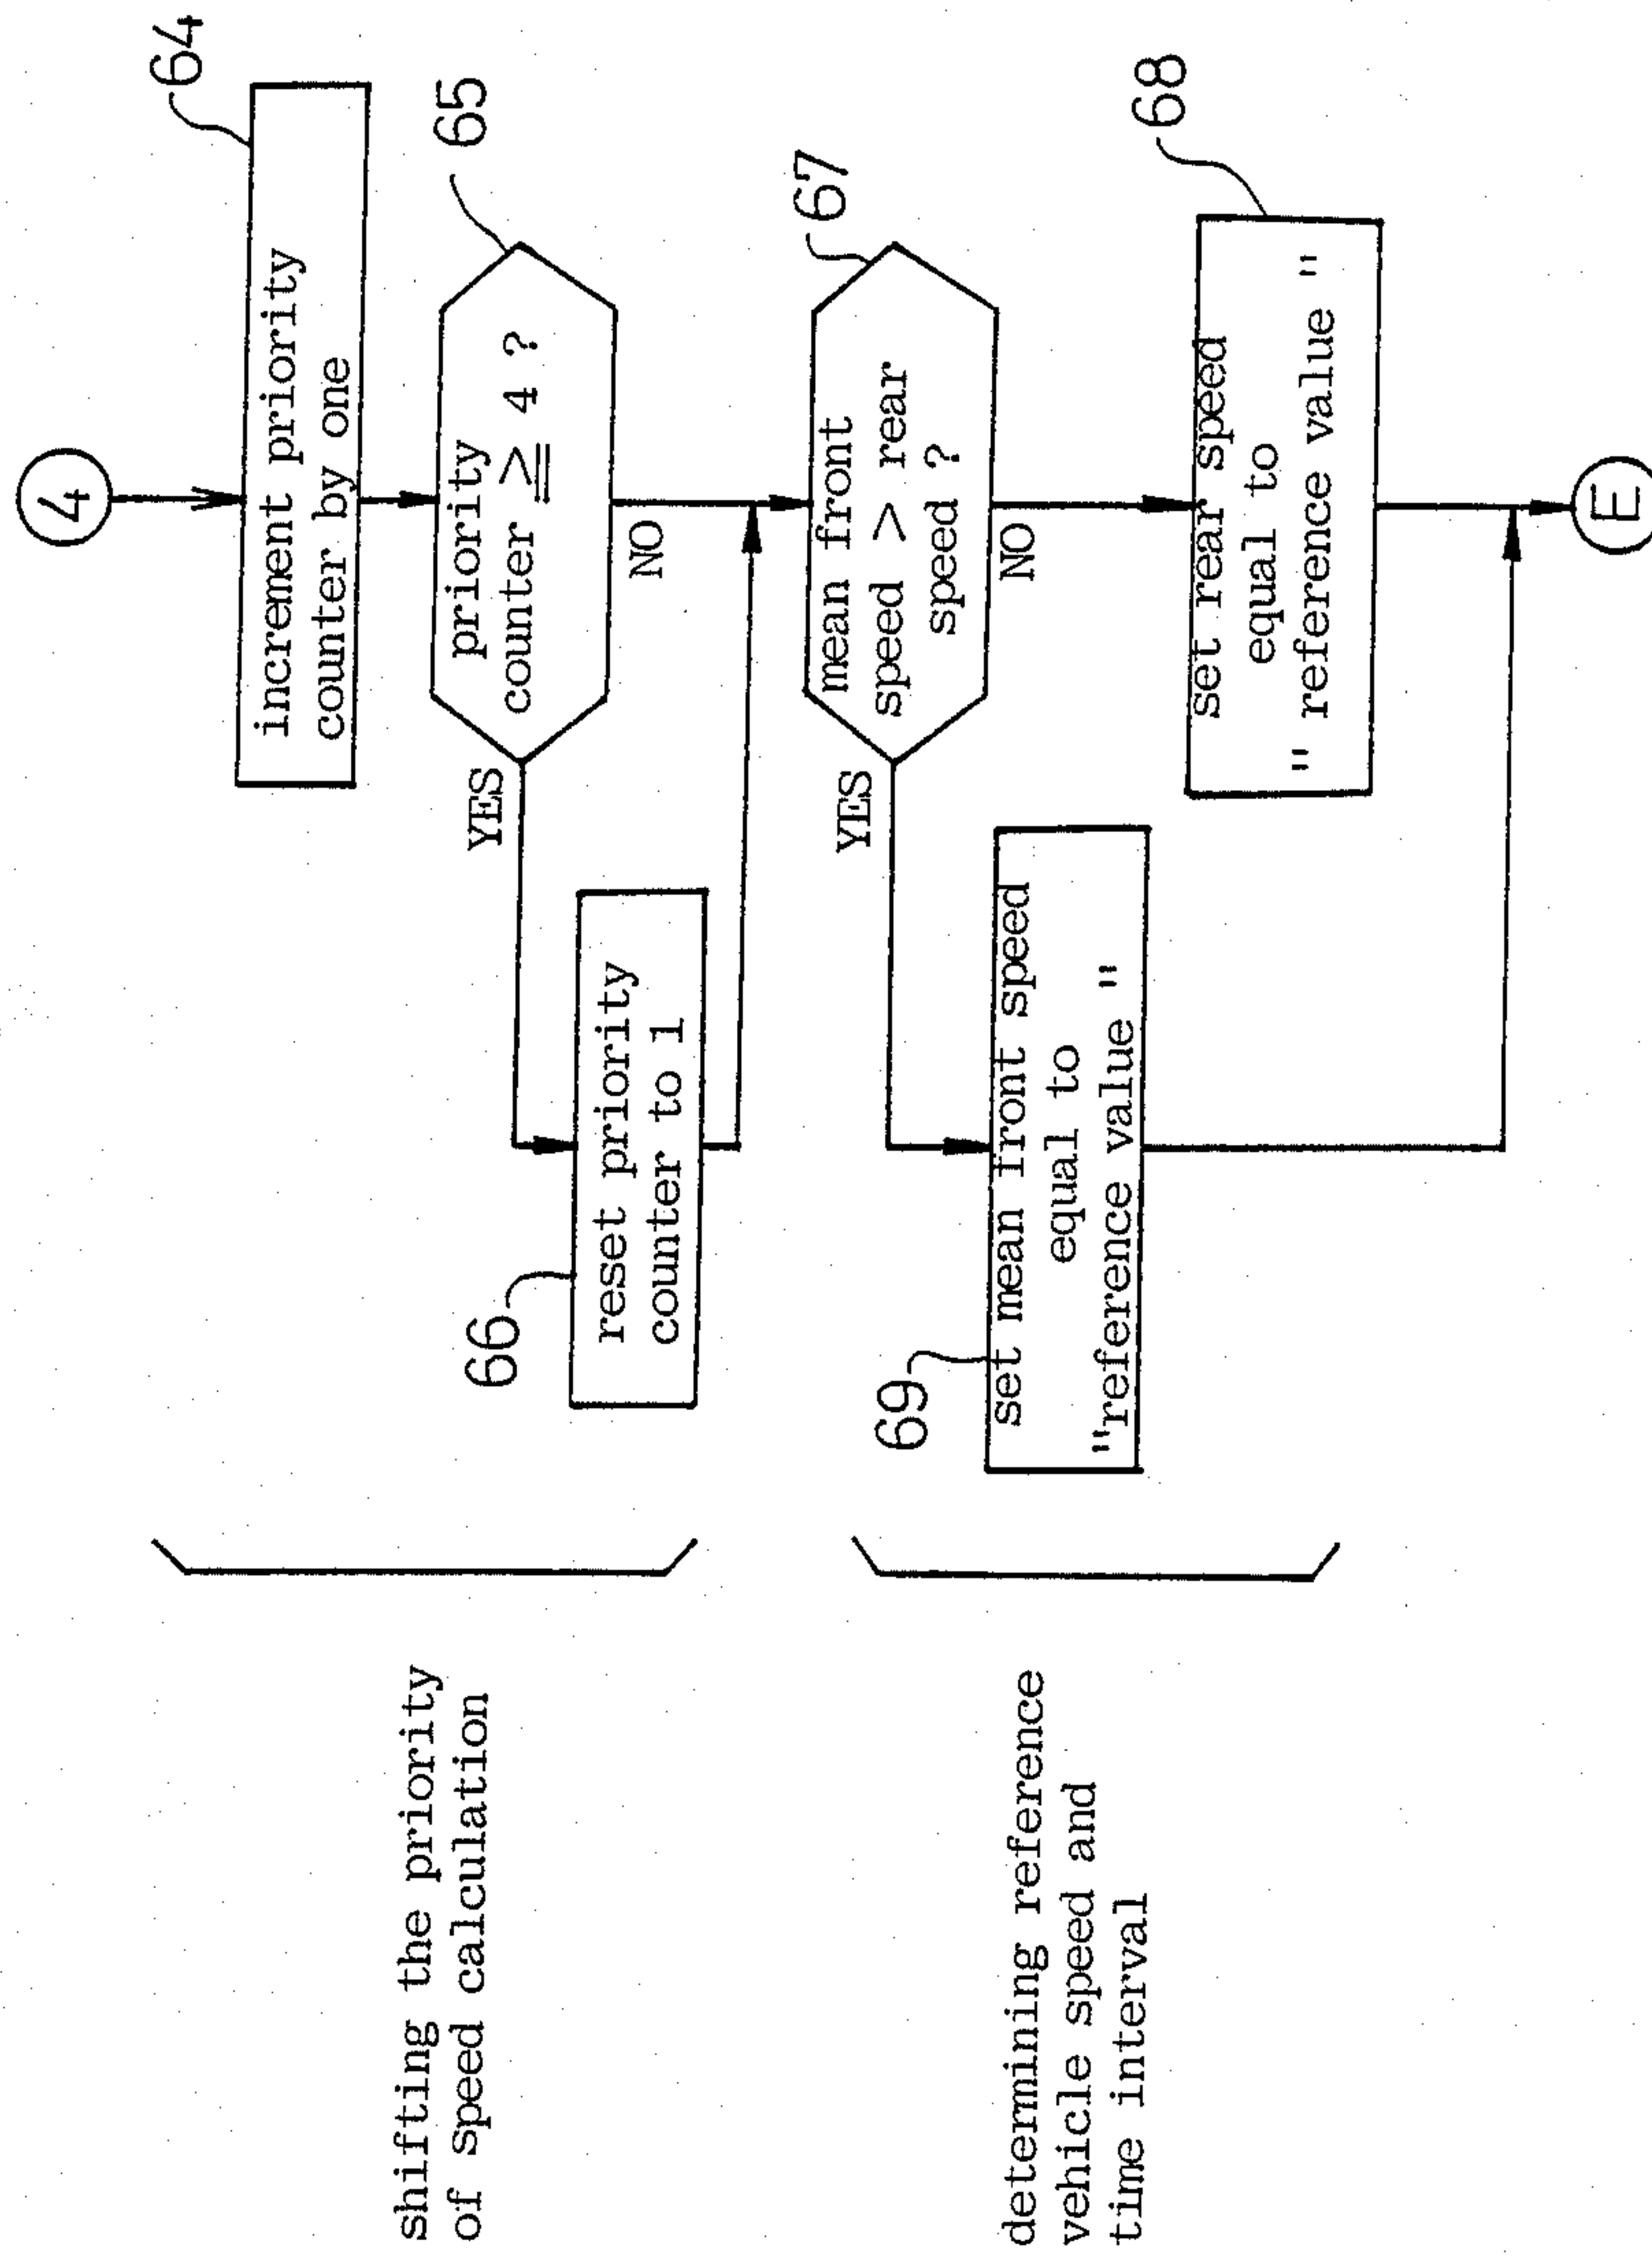 4
64
increment priority
counter by one
65
priority
counter ≧ 4 ?
YES
NO
66
reset priority
counter to 1
shifting the priority
of speed calculation
67
mean front
speed > rear
speed ?
YES
NO
69
set mean front speed
equal to
"reference value "
68
set rear speed
equal to
" reference value "
determining reference
vehicle speed and
time interval
E